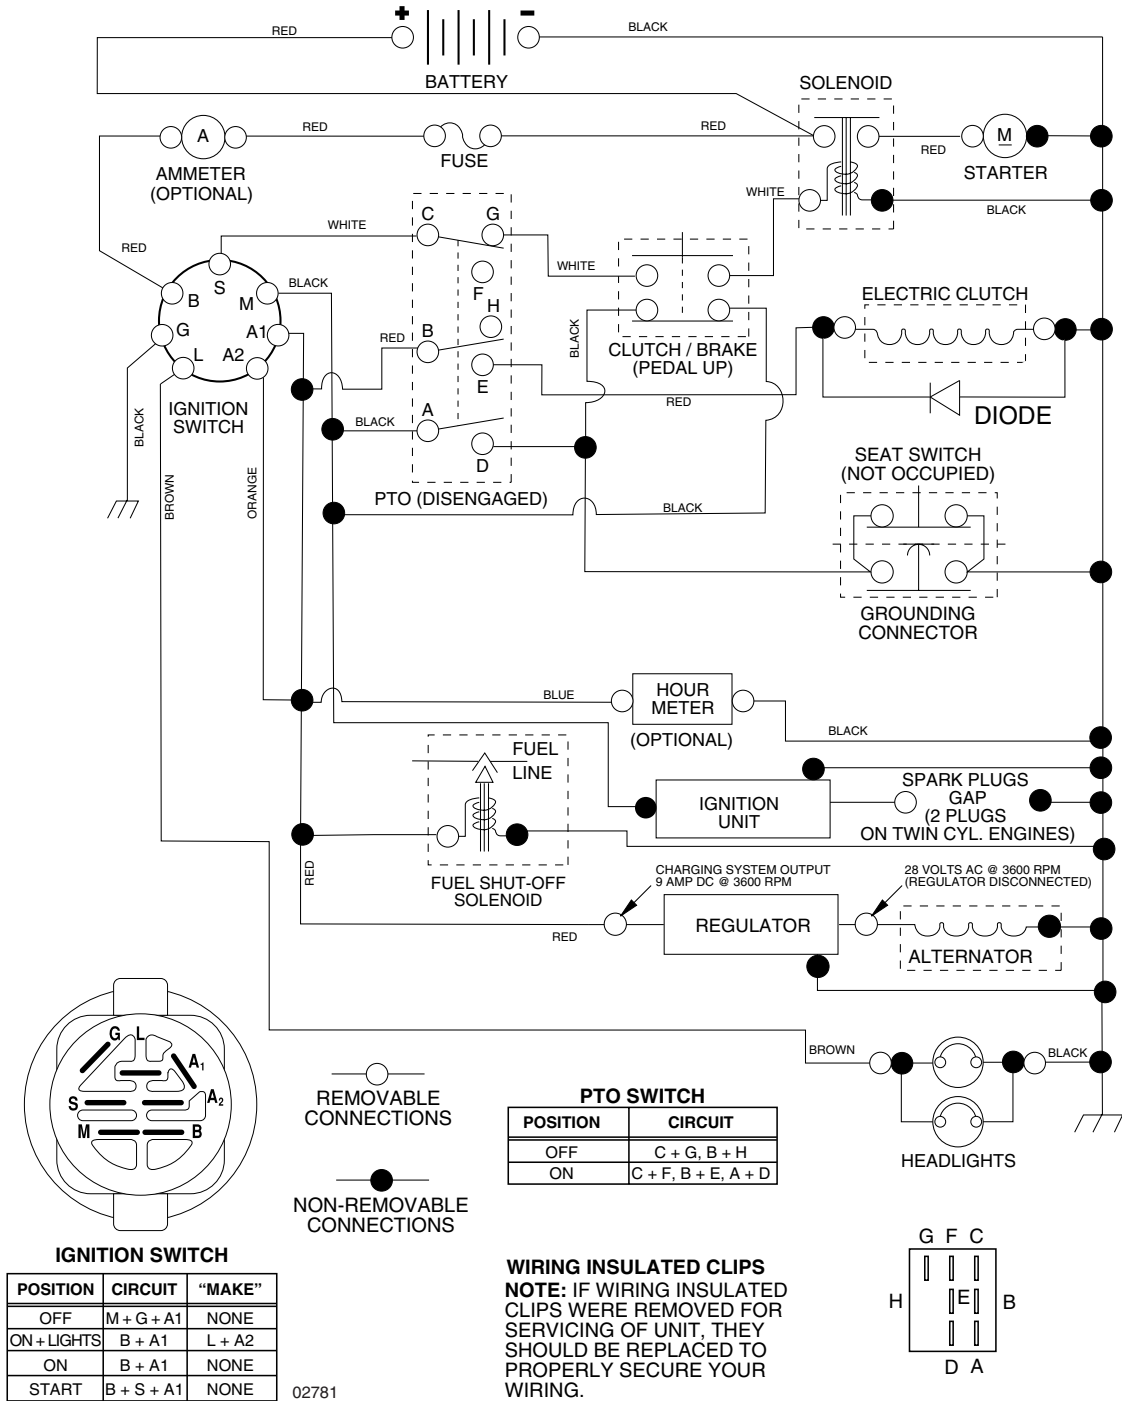 RED
+
-
BLACK
BATTERY
SOLENOID
A
RED
RED
RED
M
AMMETER
(OPTIONAL)
FUSE
STARTER
WHITE
BLACK
C
G
WHITE
RED
WHITE
F
S
B
M
BLACK
H
ELECTRIC CLUTCH
G
A1
L
A2
RED
B
BLACK
CLUTCH / BRAKE
(PEDAL UP)
E
RED
IGNITION
SWITCH
A
BLACK
DIODE
BLACK
D
SEAT SWITCH
(NOT OCCUPIED)
BROWN
ORANGE
PTO (DISENGAGED)
BLACK
GROUNDING
CONNECTOR
BLUE
HOUR
METER
(OPTIONAL)
BLACK
FUEL
LINE
IGNITION
UNIT
SPARK PLUGS
GAP
(2 PLUGS
ON TWIN CYL. ENGINES)
RED
FUEL SHUT-OFF
SOLENOID
CHARGING SYSTEM OUTPUT
9 AMP DC @ 3600 RPM
28 VOLTS AC @ 3600 RPM
(REGULATOR DISCONNECTED)
RED
REGULATOR
ALTERNATOR
G
L
A1
A2
S
M
B
BROWN
BLACK
HEADLIGHTS
REMOVABLE
CONNECTIONS
NON-REMOVABLE
CONNECTIONS
PTO SWITCH
POSITION CIRCUIT
OFF C + G, B + H
ON C + F, B + E, A + D
IGNITION SWITCH
POSITION CIRCUIT “MAKE”
OFF M + G + A1 NONE
ON + LIGHTS B + A1 L + A2
ON B + A1 NONE
START B + S + A1 NONE
02781
WIRING INSULATED CLIPS
NOTE: IF WIRING INSULATED
CLIPS WERE REMOVED FOR
SERVICING OF UNIT, THEY
SHOULD BE REPLACED TO
PROPERLY SECURE YOUR
WIRING.
G F C
H E B
D A